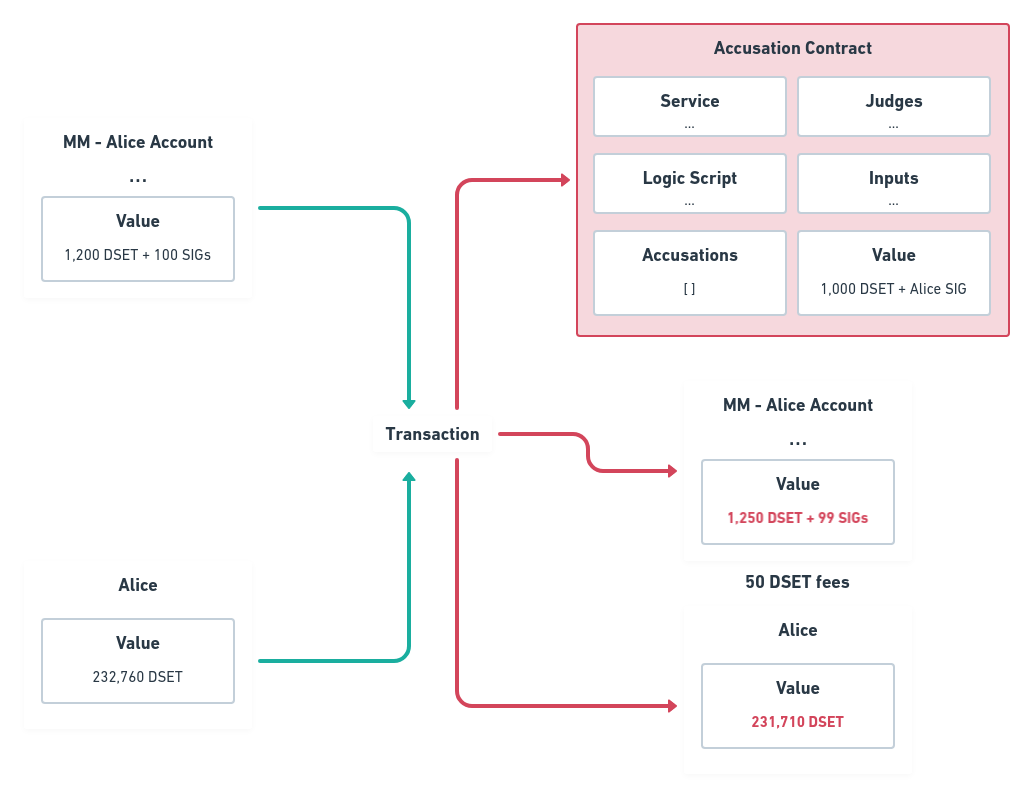 Accusation Contract
Service
...
Judges
...
Logic Script
...
Inputs
...
Accusations
[ ]
Value
1,000 DSET + Alice SIG
MM - Alice Account
...
Value
1,200 DSET + 100 SIGs
Transaction
MM - Alice Account
...
Value
1,250 DSET + 99 SIGs
50 DSET fees
Alice
Value
232,760 DSET
Alice
Value
231,710 DSET